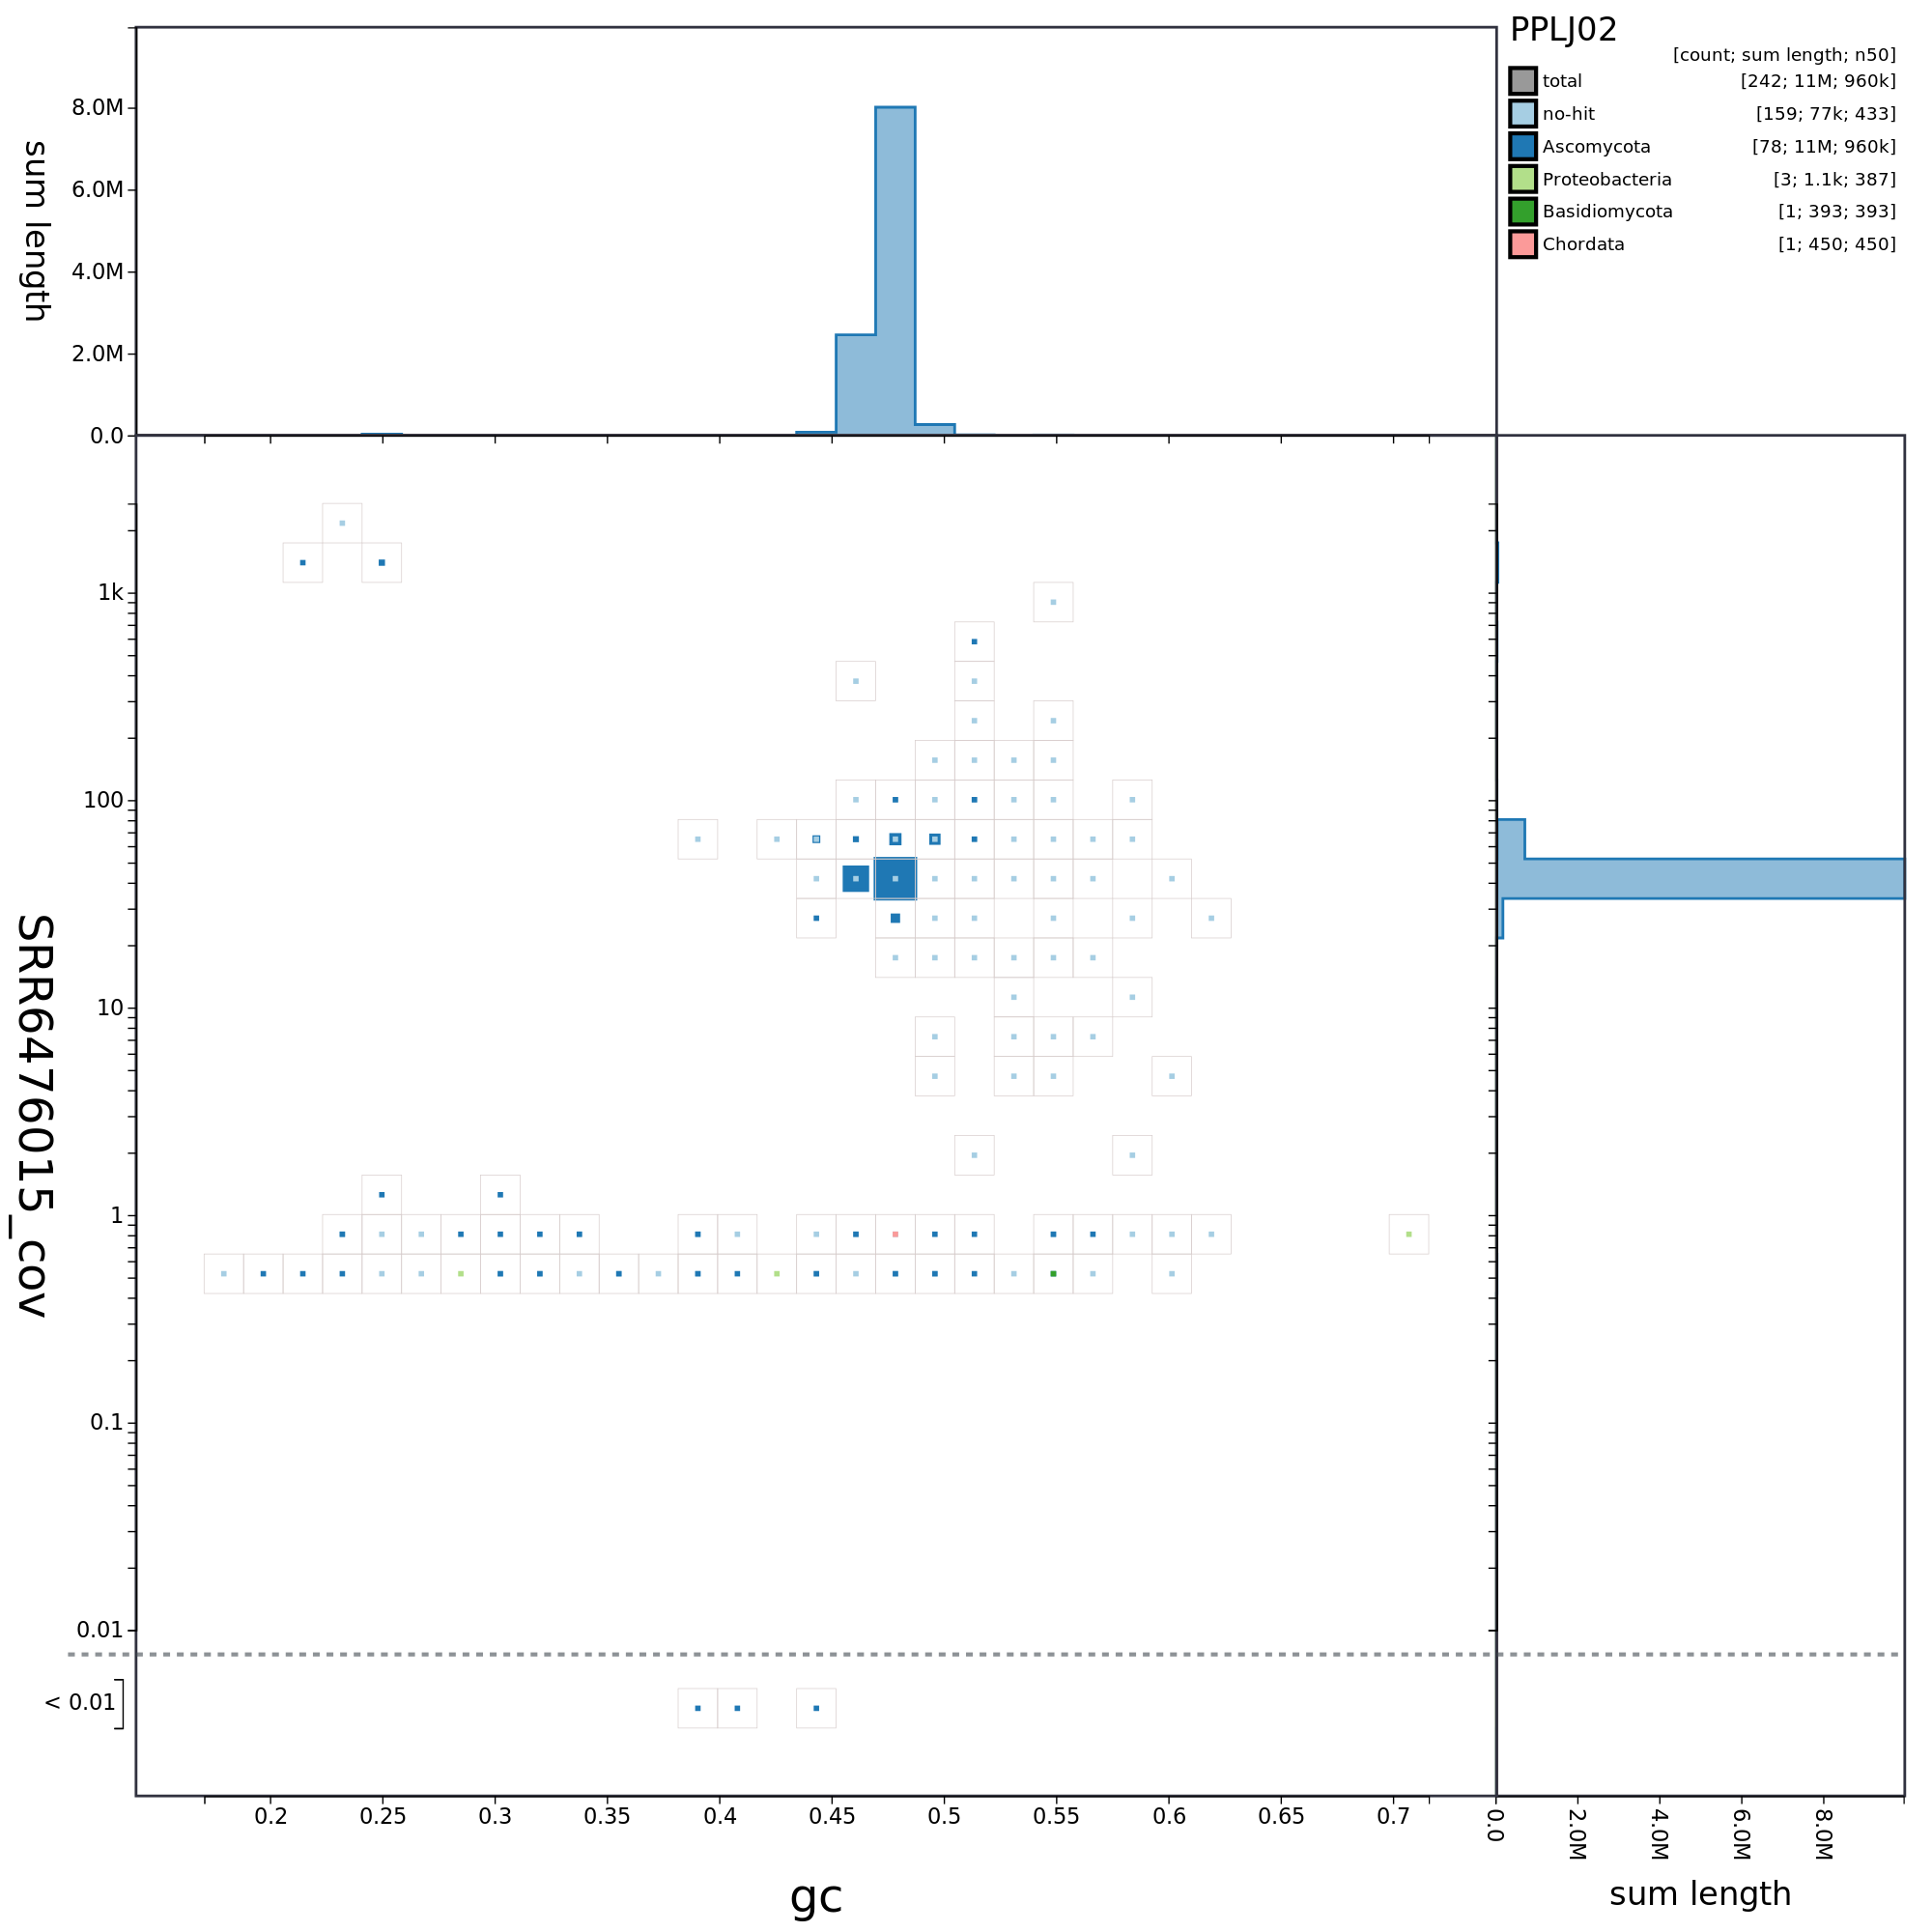 PPLJ02
[count; sum length; n50]
total [242; 11M; 960k]
no-hit [159; 77k; 433]
Ascomycota [78; 11M; 960k]
Proteobacteria [3; 1.1k; 387]
Basidiomycota [1; 393; 393]
Chordata [1; 450; 450]
sum length
8.0M
6.0M
4.0M
2.0M
0.0
SRR6476015_cov
1k
100
10
1
0.1
0.01
< 0.01
0.2 0.25 0.3 0.35 0.4 0.45 0.5 0.55 0.6 0.65 0.7
gc
0.0 2.0M 4.0M 6.0M 8.0M
sum length